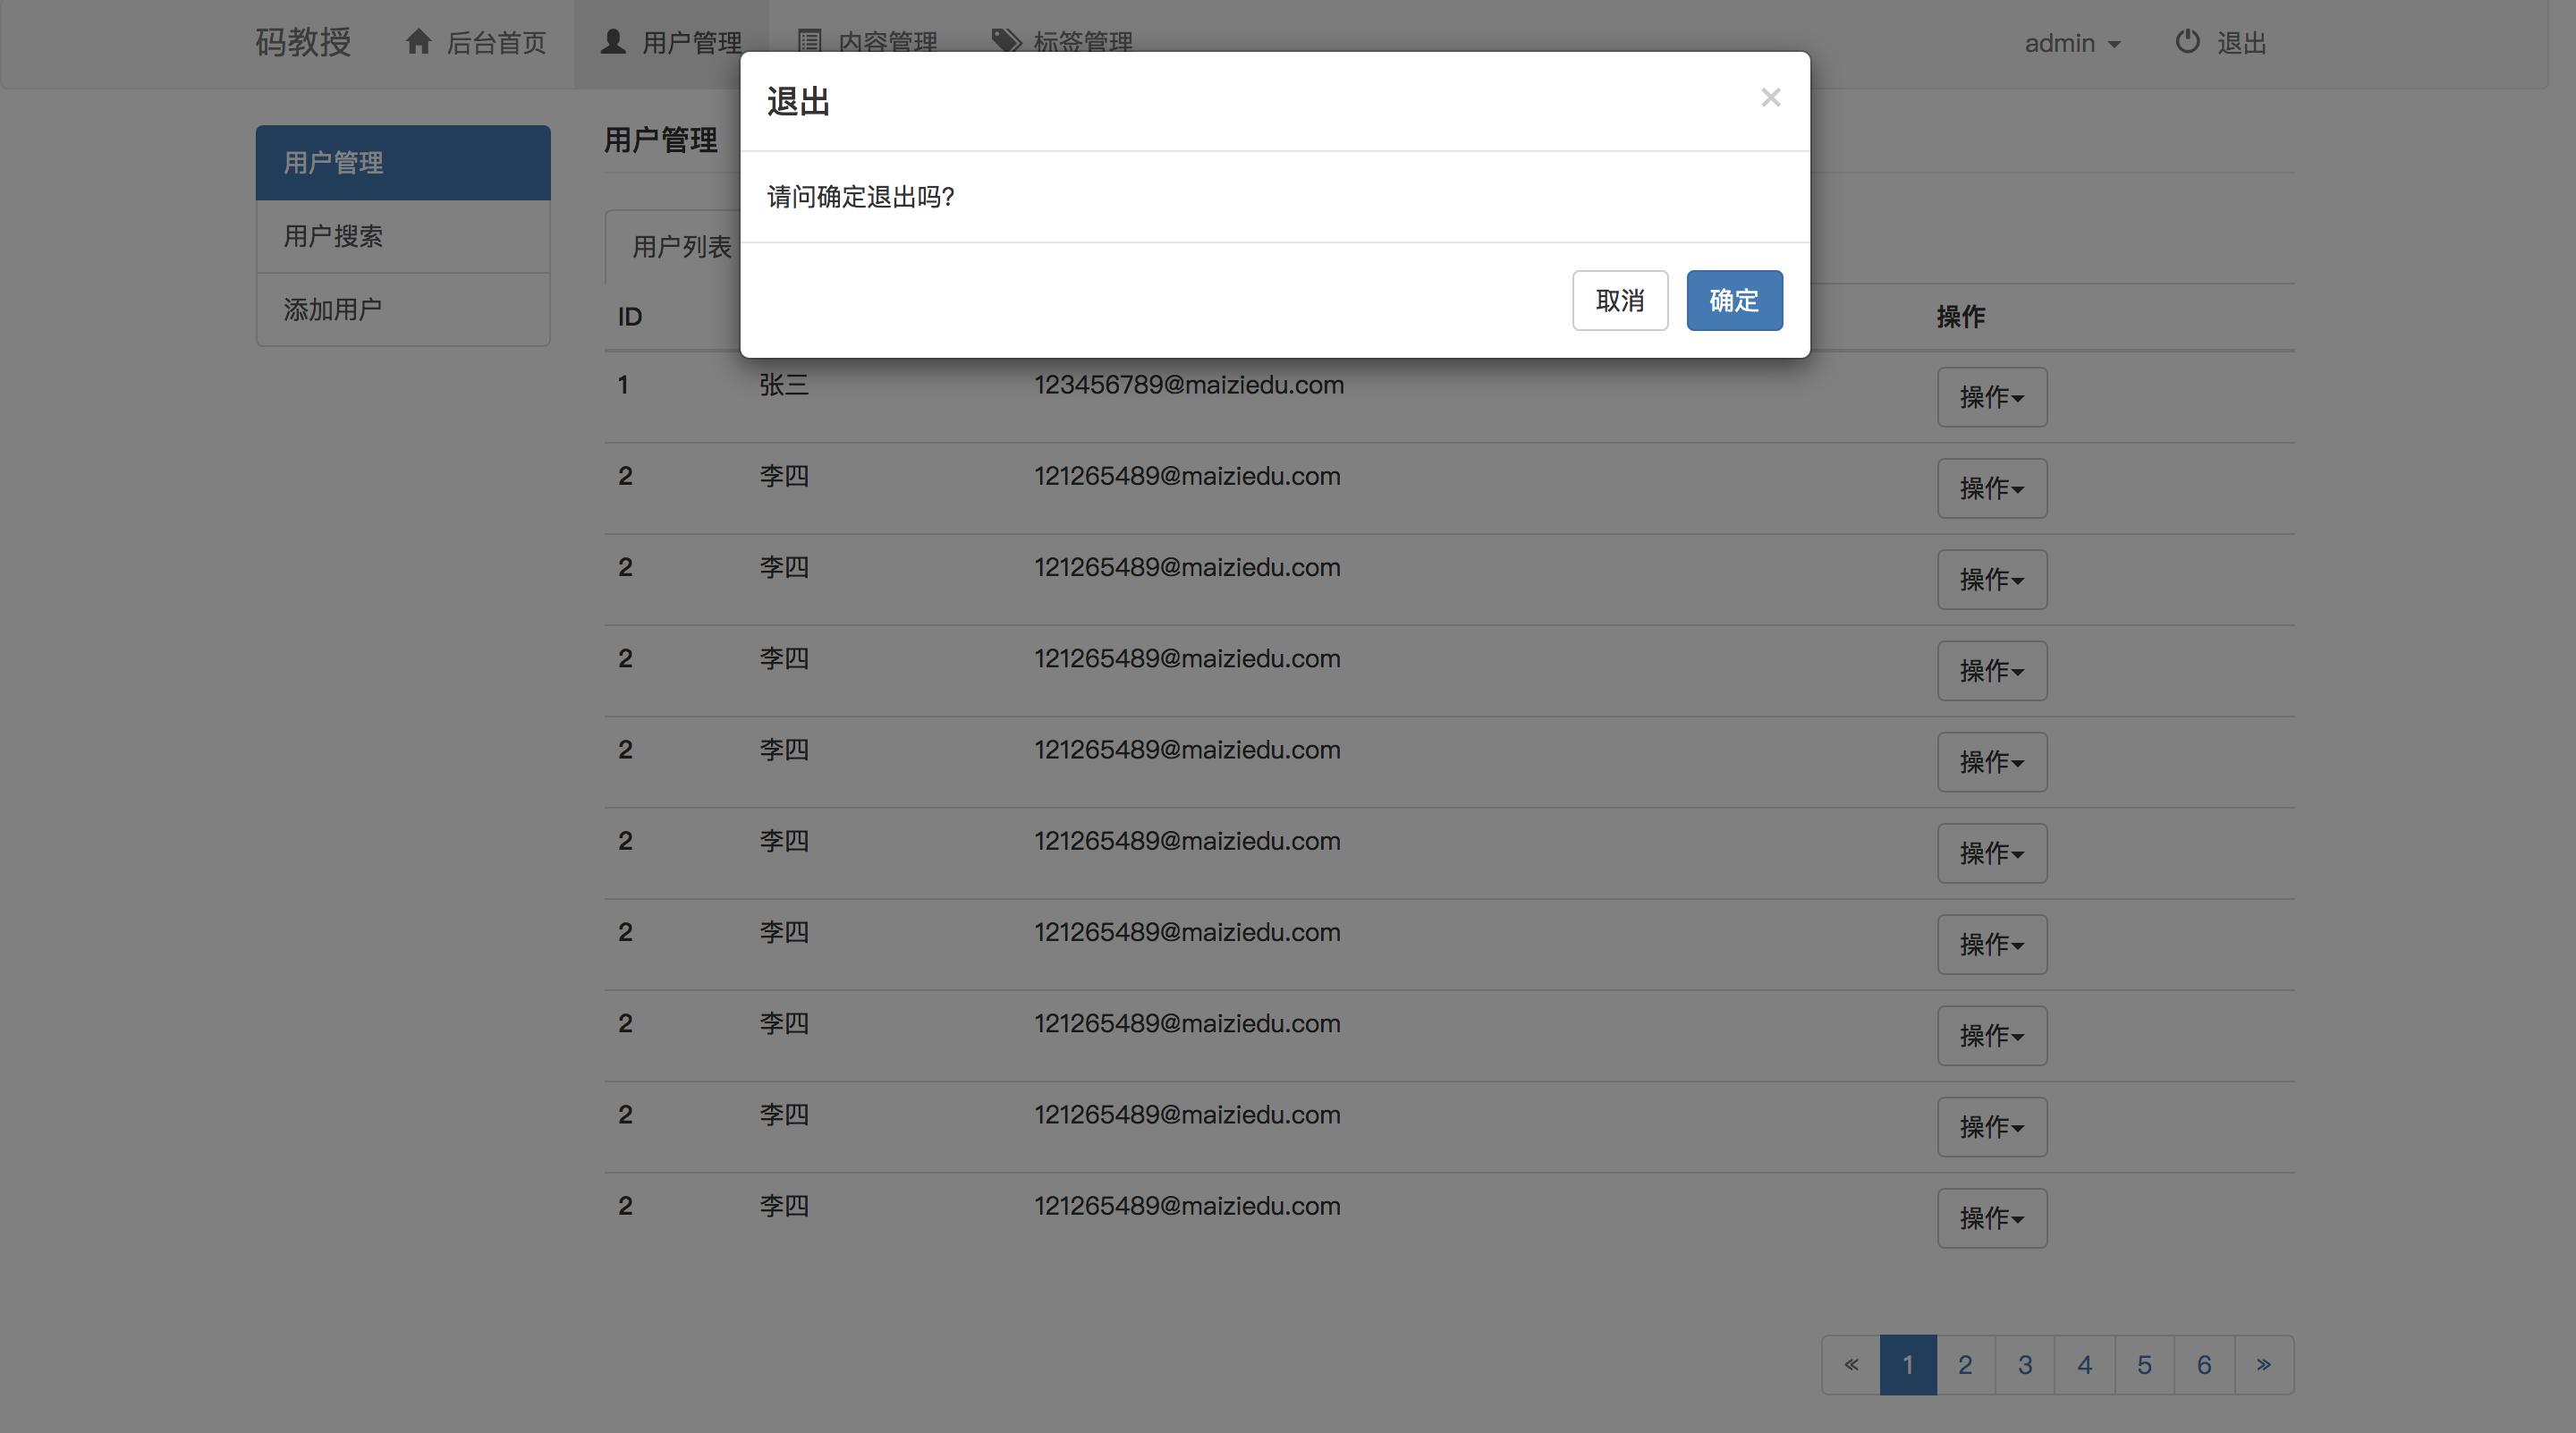 码教授 后台首页 用户管理 内容管理 标签管理 admin 退出
退出 ×
请问确定退出吗?
取消 确定
用户管理
用户搜索
添加用户
用户管理
用户列表
ID 操作
1 张三 123456789@maiziedu.com 操作
2 李四 121265489@maiziedu.com 操作
2 李四 121265489@maiziedu.com 操作
2 李四 121265489@maiziedu.com 操作
2 李四 121265489@maiziedu.com 操作
2 李四 121265489@maiziedu.com 操作
2 李四 121265489@maiziedu.com 操作
2 李四 121265489@maiziedu.com 操作
2 李四 121265489@maiziedu.com 操作
2 李四 121265489@maiziedu.com 操作
« 1 2 3 4 5 6 »